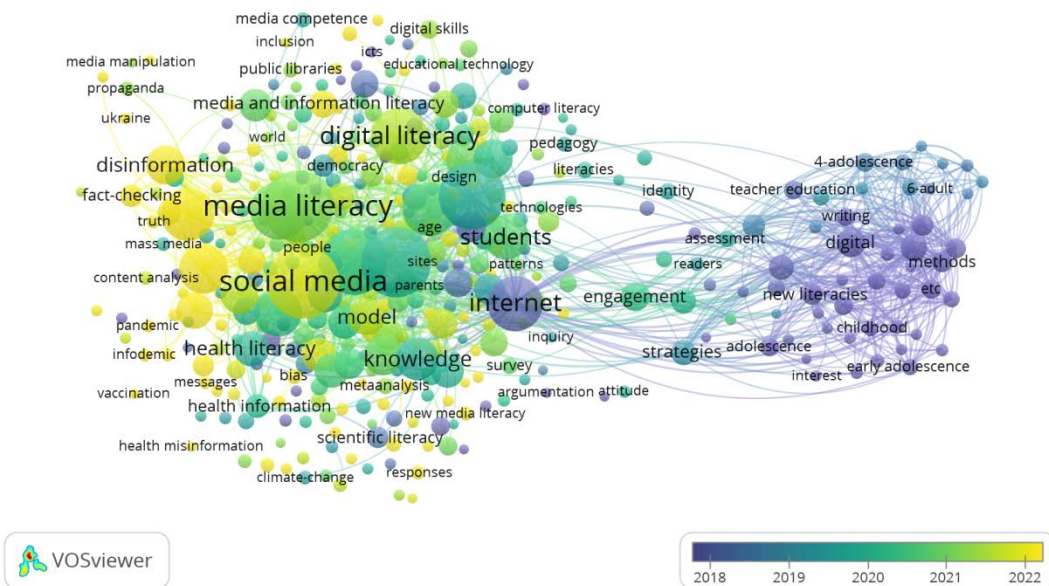 media competence
digital skills
inclusion
icts
media manipulation
public libraries
educational technology
propaganda
media and information literacy
computer literacy
ukraine
world
digital literacy
pedagogy
disinformation
democracy
design
literacies
4-adolescence
fact-checking
media literacy
technologies
identity
teacher education
6-adult
truth
age
writing
mass media
people
students
assessment
digital
content analysis
social media
sites
patterns
readers
methods
parents
internet
engagement
new literacies
etc
pandemic
model
childhood
infodemic
health literacy
knowledge
inquiry
strategies
adolescence
vaccination
messages
bias
metaanalysis
survey
interest
early adolescence
health information
argumentation
attitude
new media literacy
health misinformation
scientific literacy
climate-change
responses
VOSviewer
2018
2019
2020
2021
2022